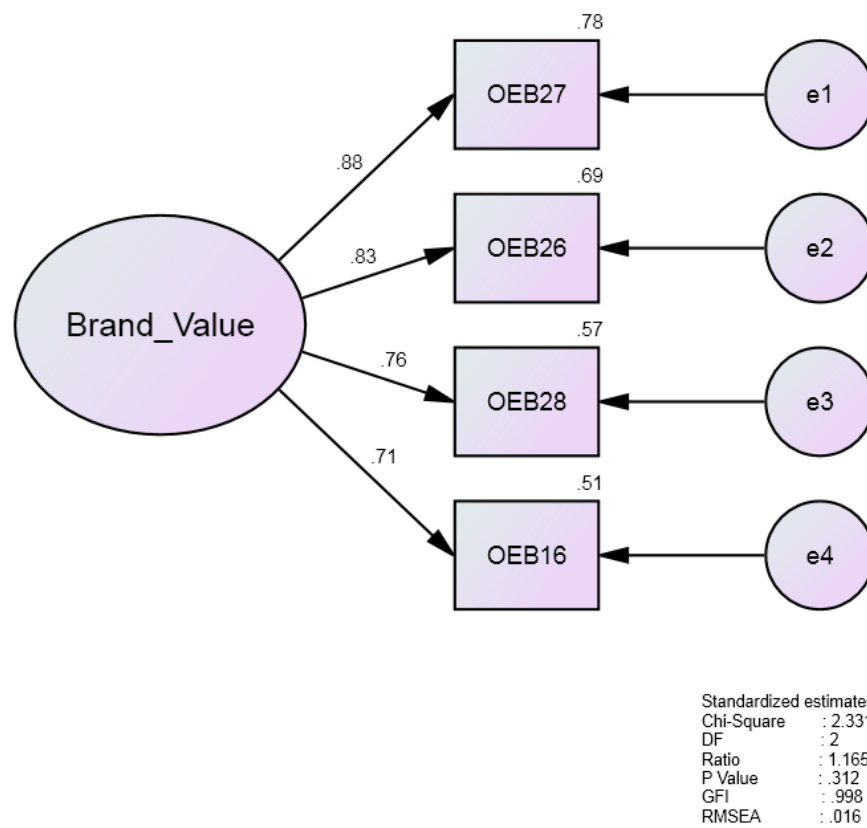 .78
OEB27
e1
.88
.69
OEB26
e2
.83
Brand_Value
.57
OEB28
e3
.76
.71
.51
OEB16
e4
Standardized estimate
Chi-Square : 2.331
DF : 2
Ratio : 1.165
P Value : .312
GFI : .998
RMSEA : .016